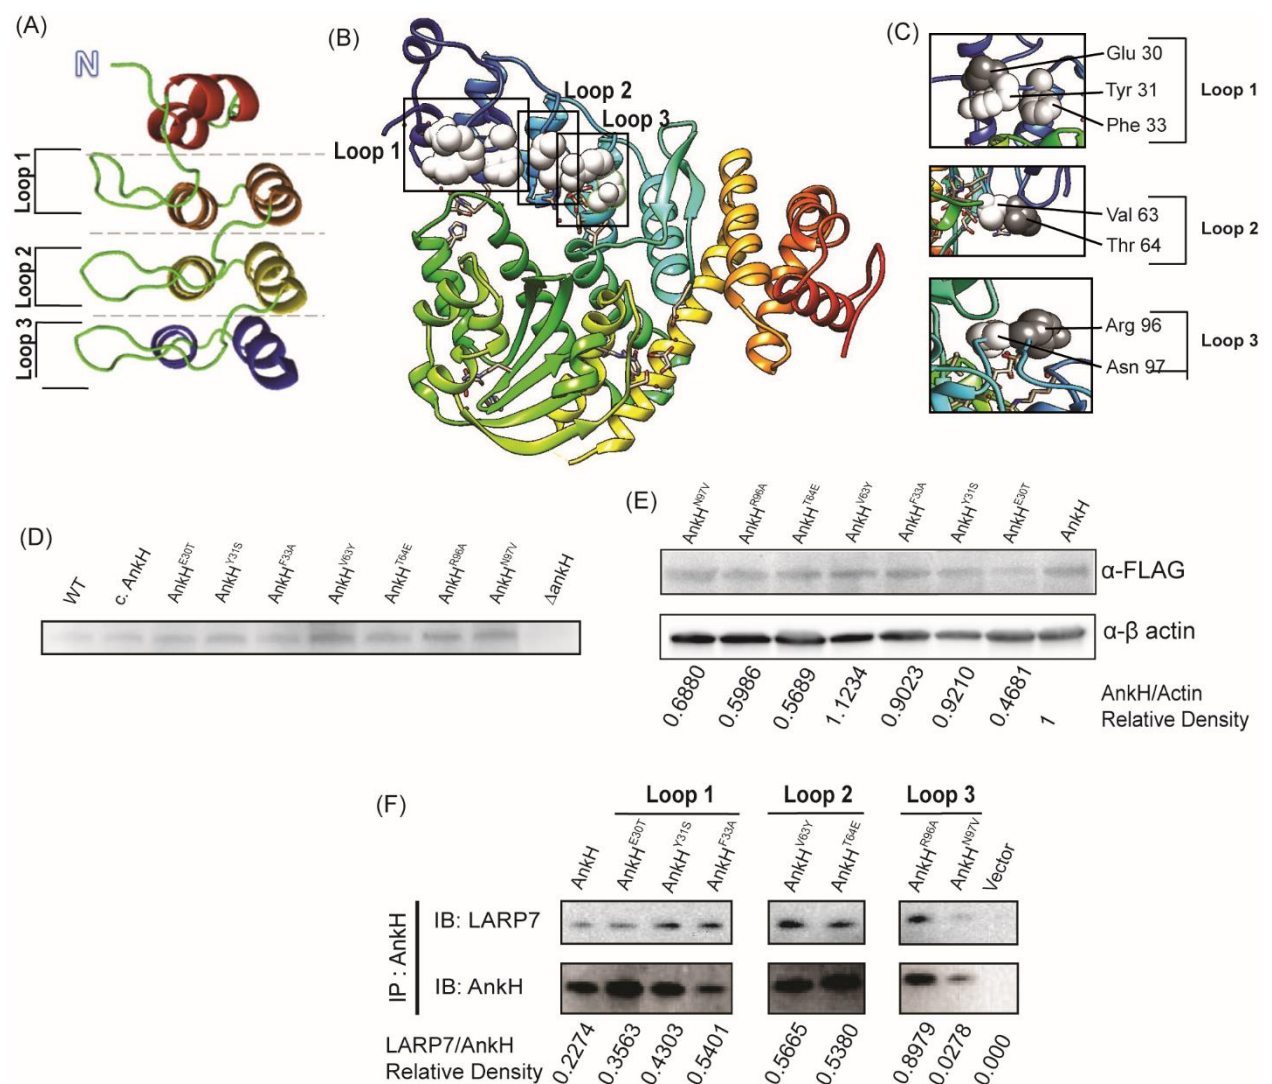 (A)
N
Loop 1
Loop 2
Loop 3
(B)
Loop 1
Loop 2
Loop 3
(C)
Glu 30
Tyr 31
Phe 33
Loop 1
Val 63
Thr 64
Loop 2
Arg 96
Asn 97
Loop 3
(D)
WT
c. AnkH
AnkH^E30T
AnkH^Y31S
AnkH^F33A
AnkH^V63Y
AnkH^T64E
AnkH^R96A
AnkH^N97V
ΔankH
(E)
AnkH^N97V
AnkH^R96A
AnkH^T64E
AnkH^V63Y
AnkH^F33A
AnkH^Y31S
AnkH^E30T
AnkH
α-FLAG
α-β actin
0.6880
0.5986
0.5689
1.1234
0.9023
0.9210
0.4681
1
AnkH/Actin
Relative Density
(F)
Loop 1
Loop 2
Loop 3
AnkH
AnkH^E30T
AnkH^Y31S
AnkH^F33A
AnkH^V63Y
AnkH^T64E
AnkH^R96A
AnkH^N97V
Vector
IP : AnkH
IB: LARP7
IB: AnkH
LARP7/AnkH
Relative Density
0.2274
0.3563
0.4303
0.5401
0.5665
0.5380
0.8979
0.0278
0.000